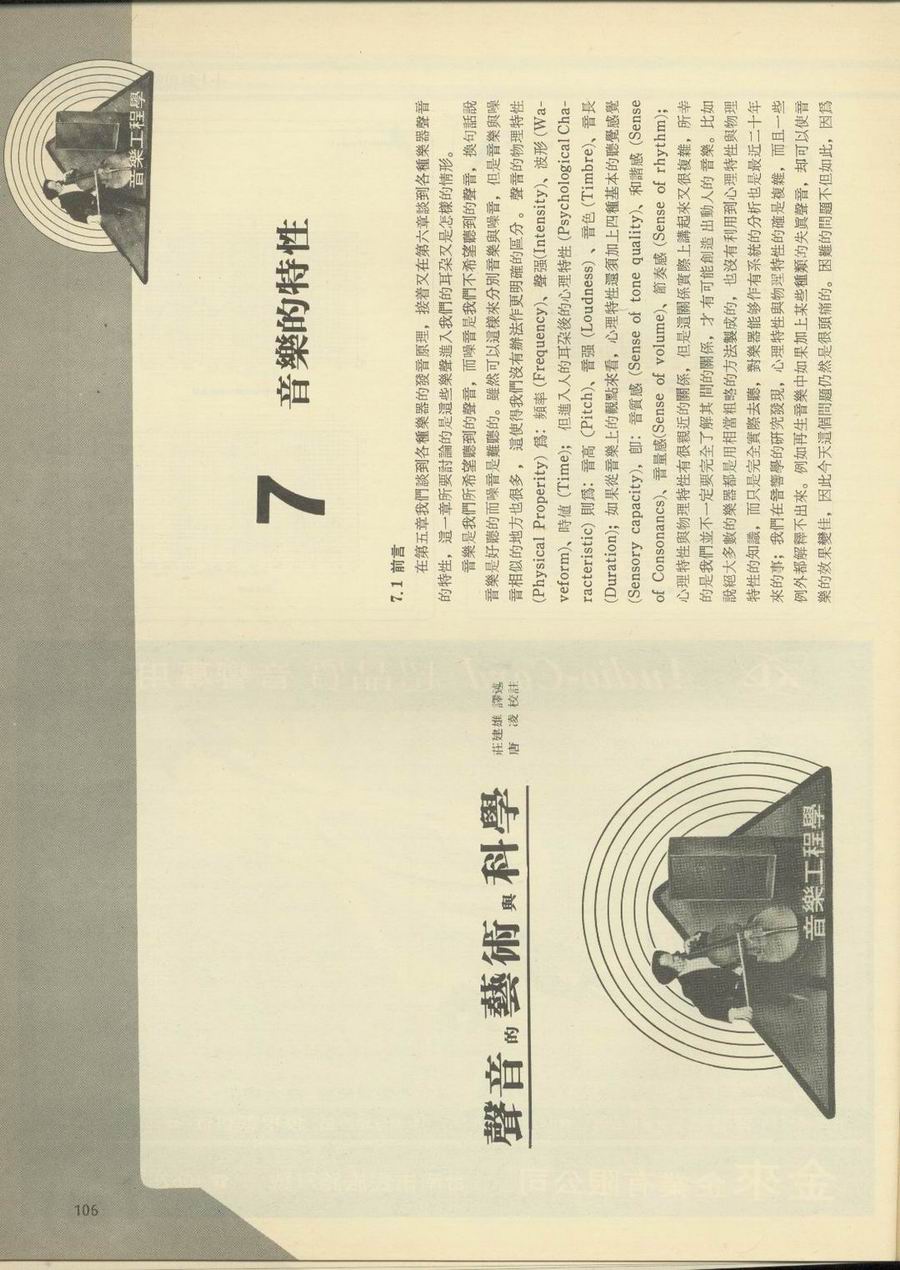 音樂工程學
聲音的藝術與科學
莊建雄 譯述
唐 凌 校註
音樂工程學
7 音樂的特性
7.1 前言
在第五章我們談到各種樂器的發音原理，接着又在第六章談到各種樂器聲音
的特性，這一章所要討論的是這些樂聲進入我們的耳朶又是怎樣的情形。
音樂是我們所希望聽到的聲音，而噪音是我們不希望聽到的聲音，換句話說
音樂是好聽的而噪音是難聽的。雖然可以這樣來分別音樂與噪音，但是音樂與噪
音相似的地方也很多，這使得我們沒有辦法作更明確的區分。聲音的物理特性
(Physical Properity) 爲：頻率 (Frequency)、聲强(Intensity)、波形 (Wa-
veform)、時値 (Time)；但進入人的耳朶後的心理特性 (Psychological Cha-
racteristic) 則爲：音高 (Pitch)、音强 (Loudness)、音色 (Timbre)、音長
(Duration)；如果從音樂上的觀點來看，心理特性還須加上四種基本的聽覺感覺
(Sensory capacity)，卽：音質感 (Sense of tone quality)、和諧感 (Sense
of Consonancs)、音量感(Sense of volume)、節奏感 (Sense of rhythm)；
心理特性與物理特性有很親近的關係，但是這關係實際上講起來又很複雜，所幸
的是我們並不一定要完全了解其間的關係，才有可能創造出動人的音樂，比如
說絕大多數的樂器都是用相當粗略的方法製成的，也沒有利用到心理特性與物理
特性的知識，而只是完全實際去聽，對樂器能够作有系統的分析也是最近二十年
來的事；我們在音響學的研究發現，心理特性與物理特性的確是複雜，而且一些
例外都解釋不出來。例如再生音樂中如果加上某些種類的失眞聲音，却可以使音
樂的效果變佳，因此今天這個問題仍然是很頭痛的。困難的問題不但如此，因爲
106